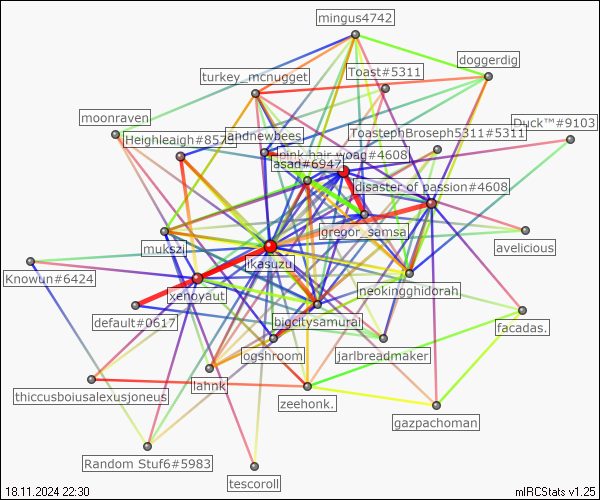 mingus4742
doggerdig
Toast#5311
turkey_mcnugget
moonraven
Duck™#9103
andnewbees
ToastephBroseph5311#5311
Heighleaigh#857
pink hair woag#4608
asad#6947
disaster of passion#4608
gregor_samsa
avelicious
mukszi
ikasuzu
Knowun#6424
xenoyaut
neokingghidorah
default#0617
bigcitysamurai
facadas.
ogshroom
jarlbreadmaker
lahnk
thiccusboiusalexusjoneus
zeehonk.
gazpachoman
Random Stuf6#5983
tescoroll
18.11.2024 22:30
mIRCStats v1.25